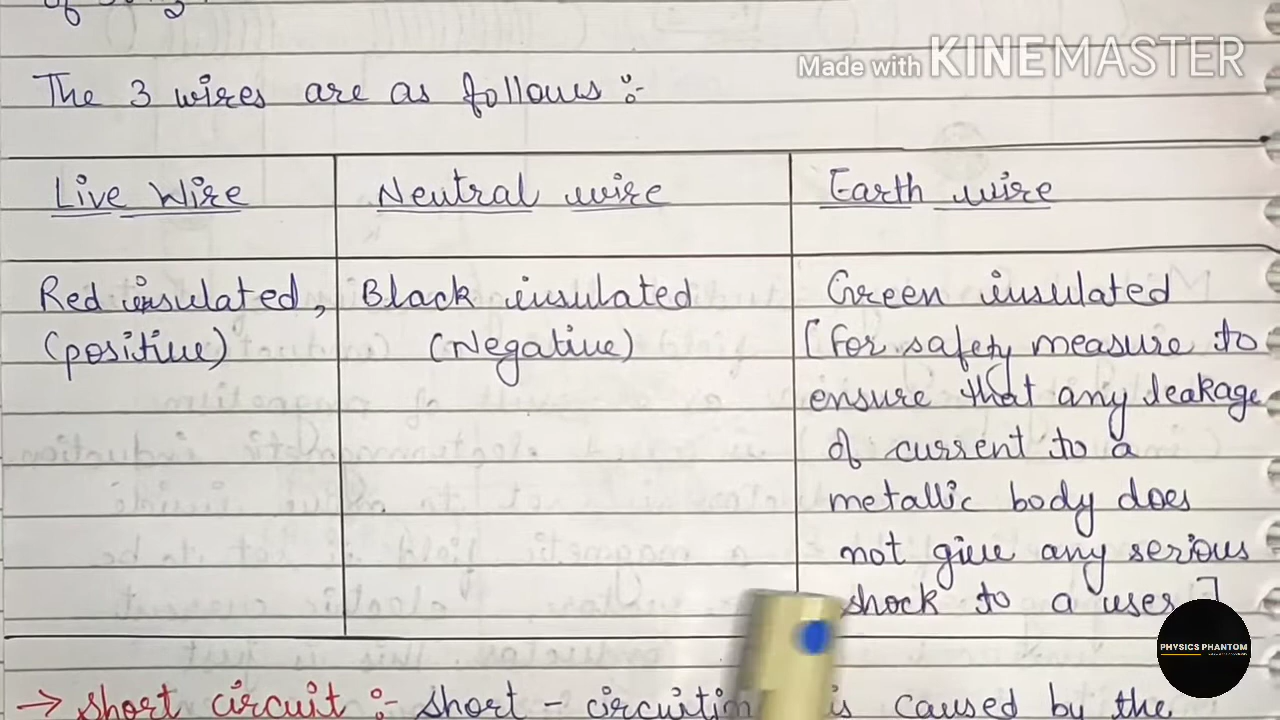 Made with KINEMASTER
The 3 wires are as follows :-
Live Wire
Neutral wire
Earth wire
Red insulated,
(positive)
Black insulated
(Negative)
Green insulated
[For safety measure to
ensure that any leakage
of current to a
metallic body does
not give any serious
shock to a user]
PHYSICS PHANTOM
→ Short circuit :- Short - circuitin is caused by the